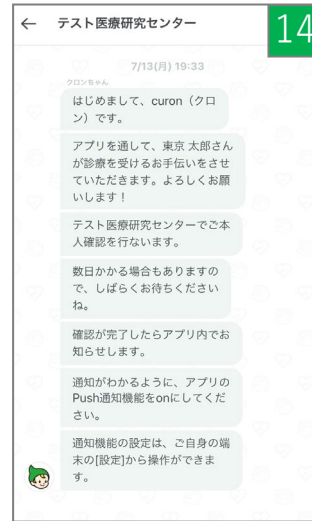 ← テスト医療研究センター
14
7/13(月) 19:33
クロンちゃん
はじめまして、curon（クロ
ン）です。
アプリを通して、東京 太郎さん
が診療を受けるお手伝いをさせ
ていただきます。よろしくお願
いします！
テスト医療研究センターでご本
人確認を行ないます。
数日かかる場合もありますの
で、しばらくお待ちください
ね。
確認が完了したらアプリ内でお
知らせします。
通知がわかるように、アプリの
Push通知機能をonにしてくだ
さい。
通知機能の設定は、ご自身の端
末の[設定]から操作ができま
す。